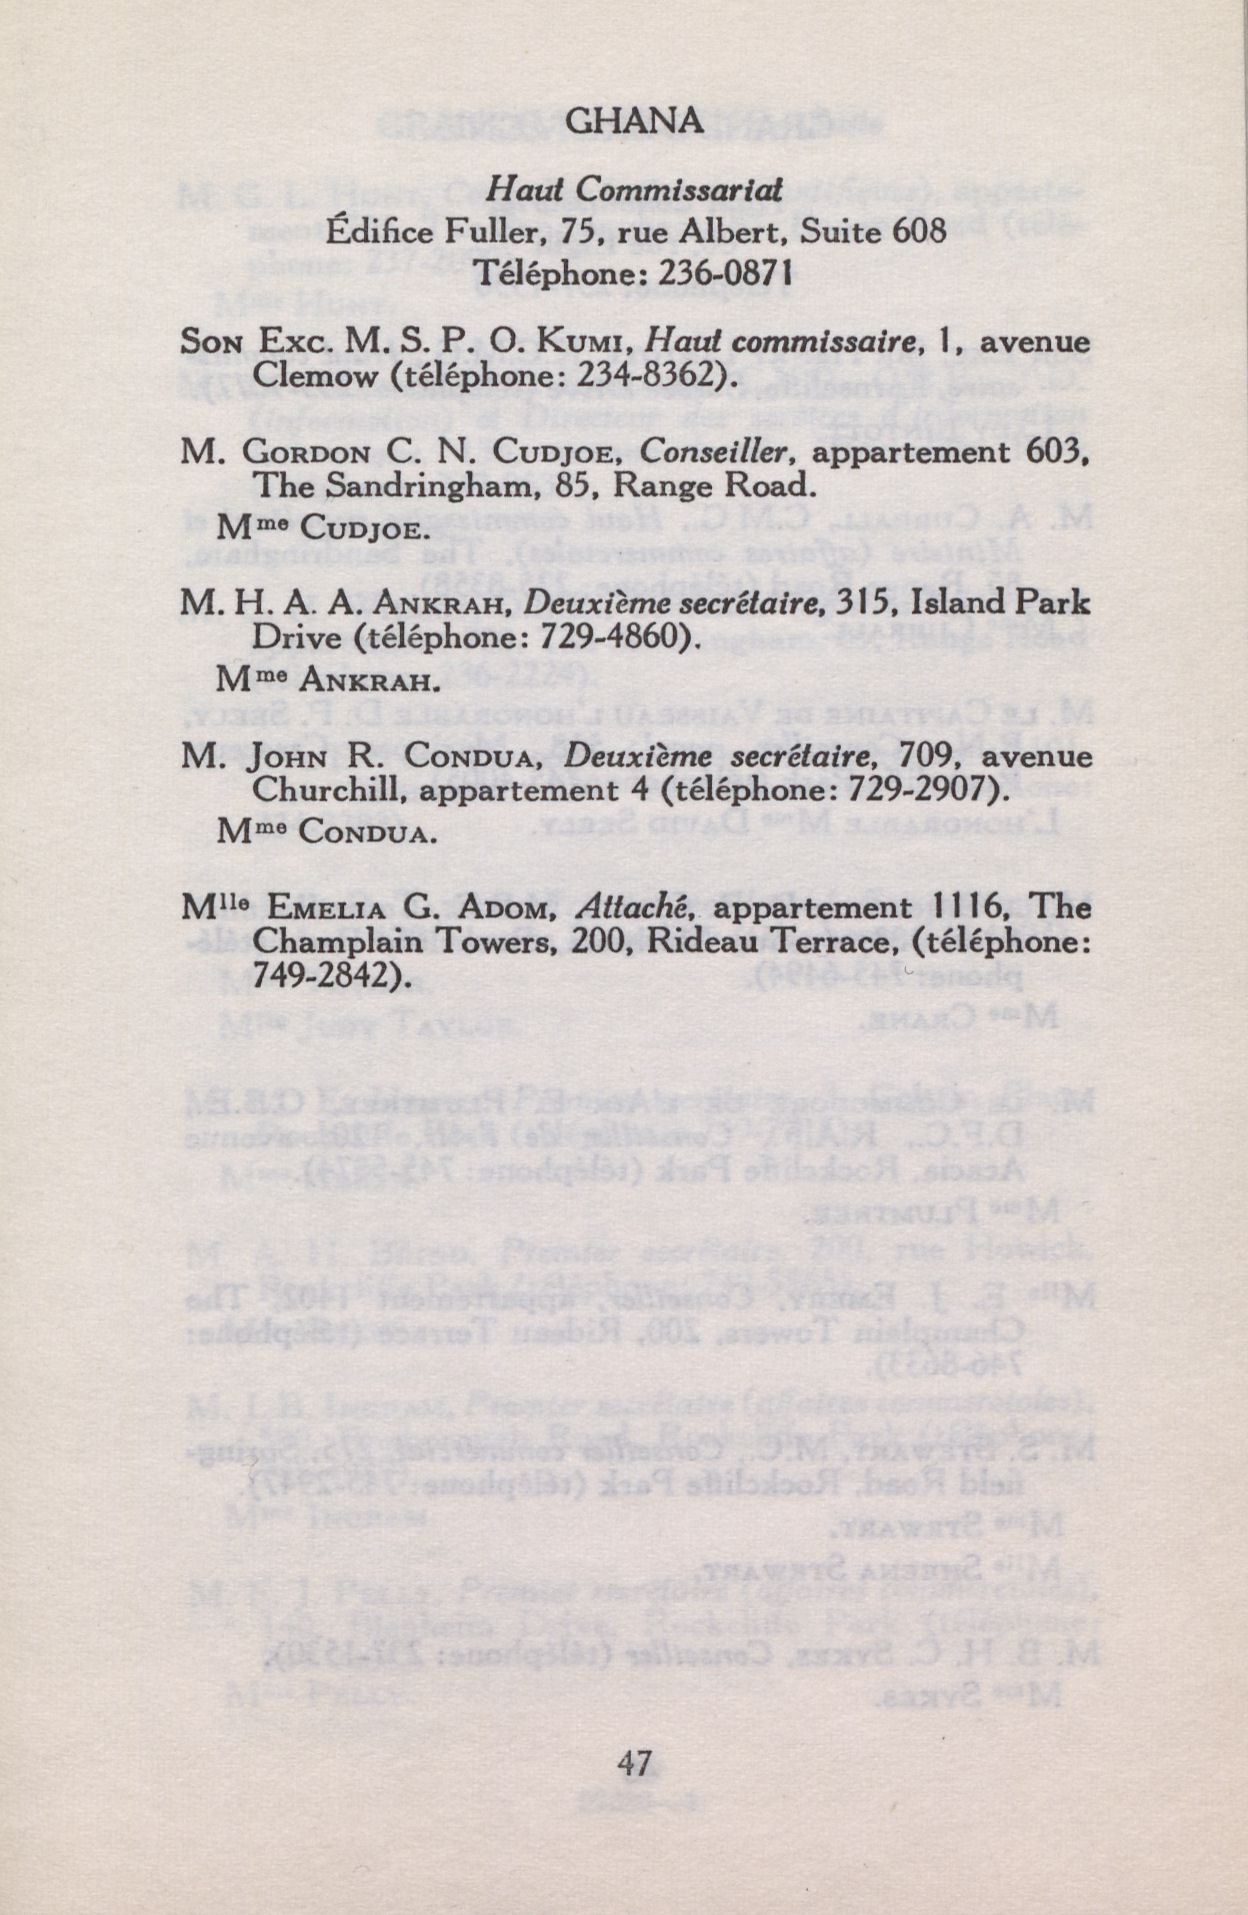 GHANA
Haut Commissariat
Édifice Fuller, 75, rue Albert, Suite 608
Téléphone: 236-0871
SON EXC. M. S. P. O. KUMI, Haut commissaire, 1, avenue
Clemow (téléphone: 234-8362).
M. GORDON C. N. CUDJOE, Conseiller, appartement 603,
The Sandringham, 85, Range Road.
Mme CUDJOE.
M. H. A. A. ANKRAH, Deuxième secrétaire, 315, Island Park
Drive (téléphone: 729-4860).
Mme ANKRAH.
M. JOHN R. CONDUA, Deuxième secrétaire, 709, avenue
Churchill, appartement 4 (téléphone: 729-2907).
Mme CONDUA.
Mlle EMELIA G. ADOM, Attaché, appartement 1116, The
Champlain Towers, 200, Rideau Terrace, (téléphone:
749-2842).
47